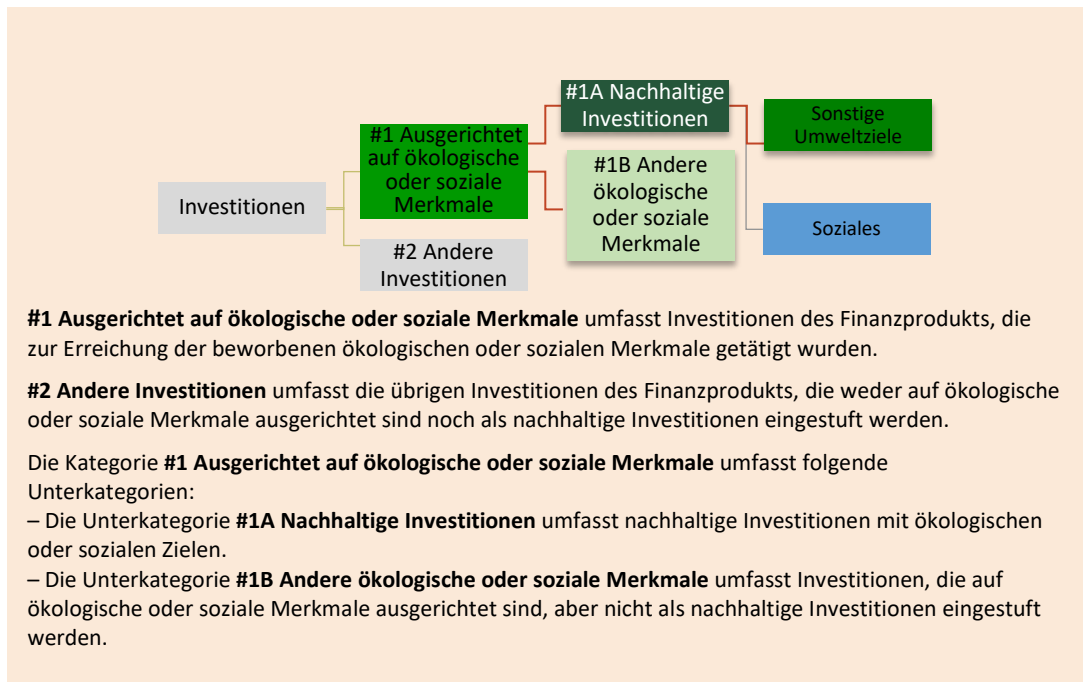 #1A Nachhaltige
Investitionen
Sonstige
Umweltziele
#1 Ausgerichtet
auf ökologische
oder soziale
Merkmale
#1B Andere
ökologische
oder soziale
Merkmale
Investitionen
Soziales
#2 Andere
Investitionen
#1 Ausgerichtet auf ökologische oder soziale Merkmale umfasst Investitionen des Finanzprodukts, die
zur Erreichung der beworbenen ökologischen oder sozialen Merkmale getätigt wurden.
#2 Andere Investitionen umfasst die übrigen Investitionen des Finanzprodukts, die weder auf ökologische
oder soziale Merkmale ausgerichtet sind noch als nachhaltige Investitionen eingestuft werden.
Die Kategorie #1 Ausgerichtet auf ökologische oder soziale Merkmale umfasst folgende
Unterkategorien:
– Die Unterkategorie #1A Nachhaltige Investitionen umfasst nachhaltige Investitionen mit ökologischen
oder sozialen Zielen.
– Die Unterkategorie #1B Andere ökologische oder soziale Merkmale umfasst Investitionen, die auf
ökologische oder soziale Merkmale ausgerichtet sind, aber nicht als nachhaltige Investitionen eingestuft
werden.